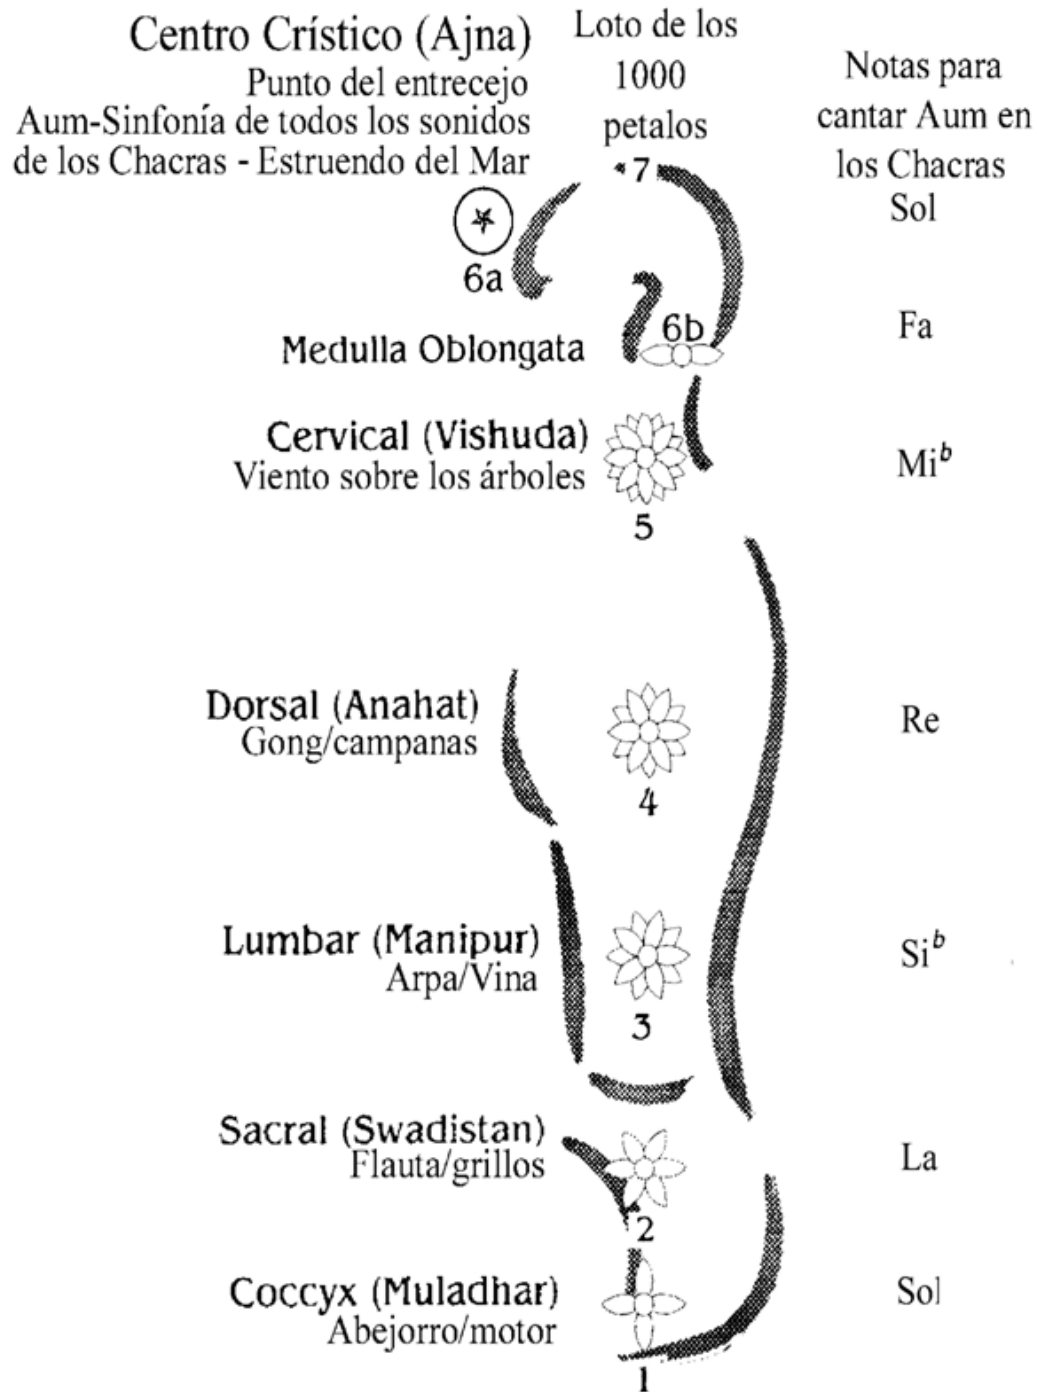 Centro Crístico (Ajna)
Punto del entrecejo
Aum-Sinfonía de todos los sonidos
de los Chacras - Estruendo del Mar
Loto de los
1000
petalos
Notas para
cantar Aum en
los Chacras
7
Sol
6a
6b
Fa
Medulla Oblongata
Cervical (Vishuda)
Viento sobre los árboles
5
Mi b
Dorsal (Anahat)
Gong/campanas
4
Re
Lumbar (Manipur)
Arpa/Vina
3
Si b
Sacral (Swadistan)
Flauta/grillos
2
La
Coccyx (Muladhar)
Abejorro/motor
1
Sol